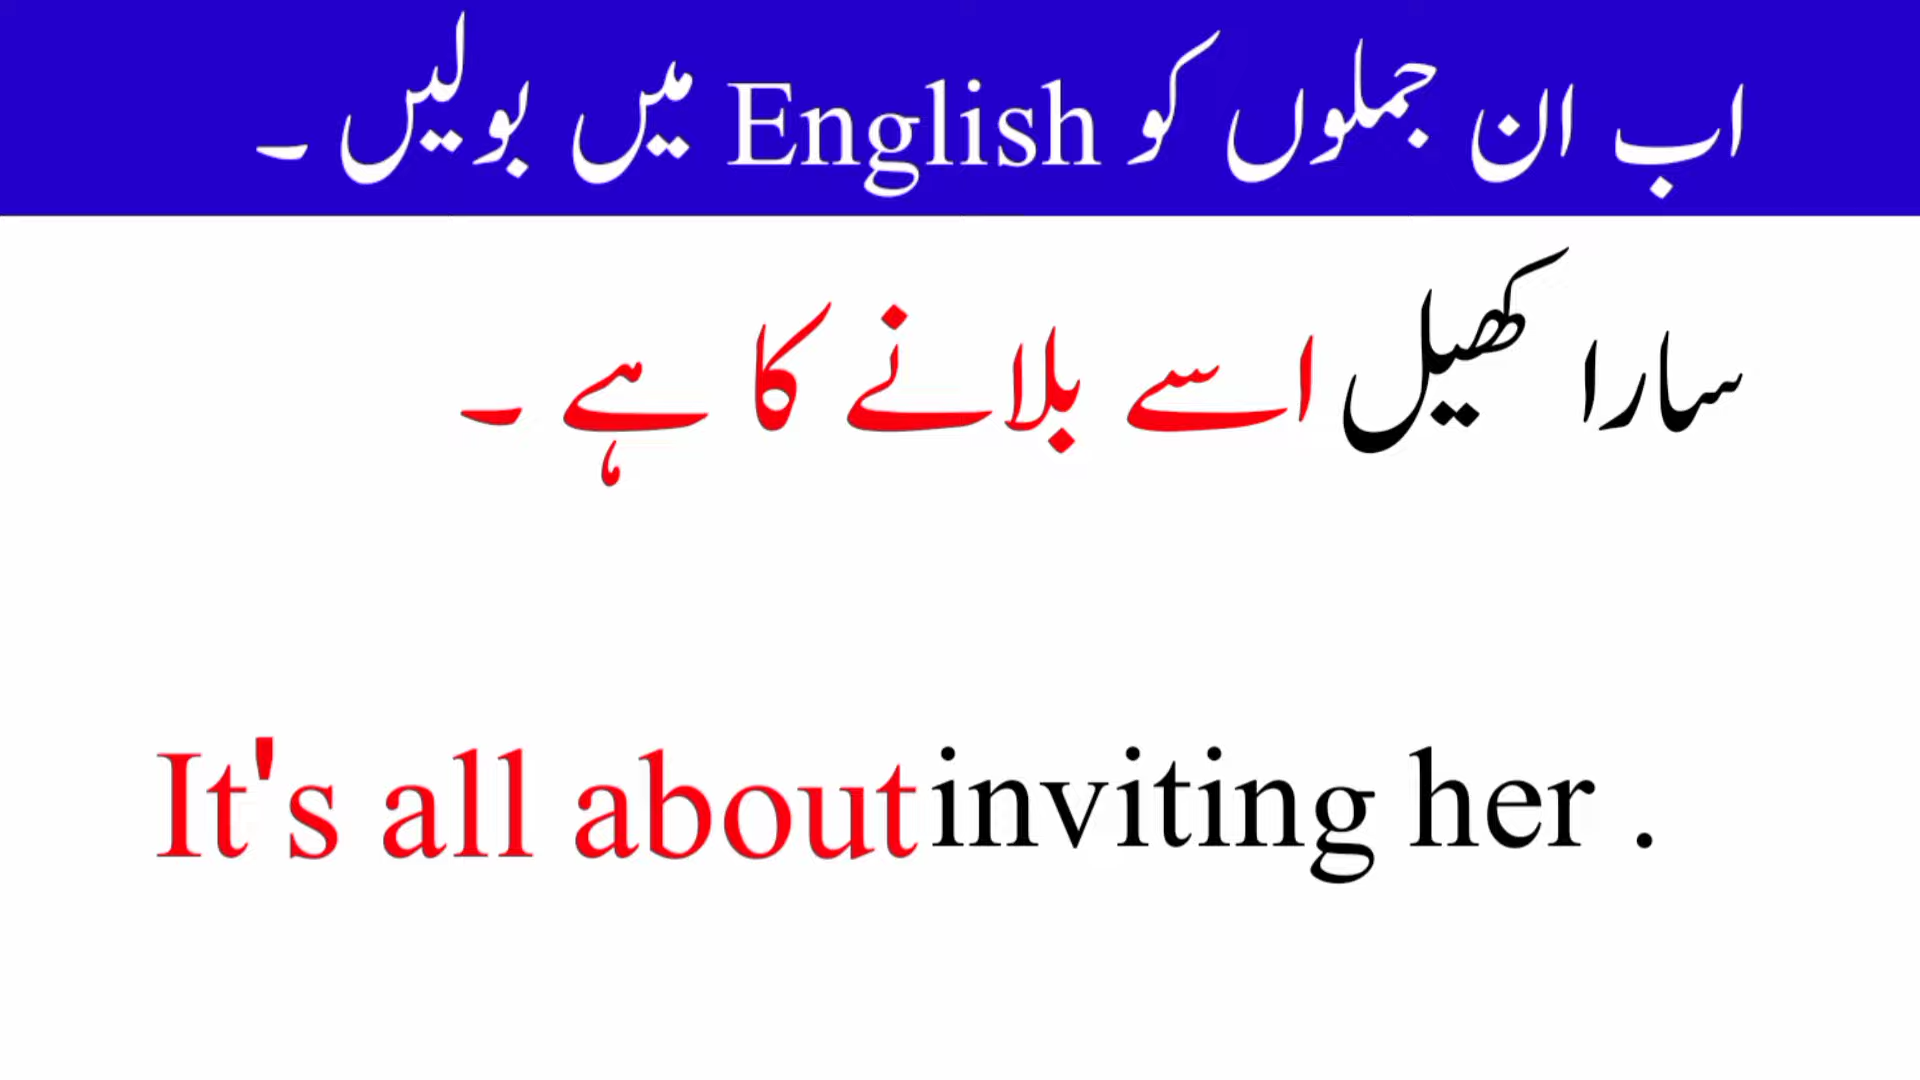 اب ان جملوں کو English میں بولیں ۔
سارا کھیل اسے بلانے کا ہے ۔
It's all about inviting her .